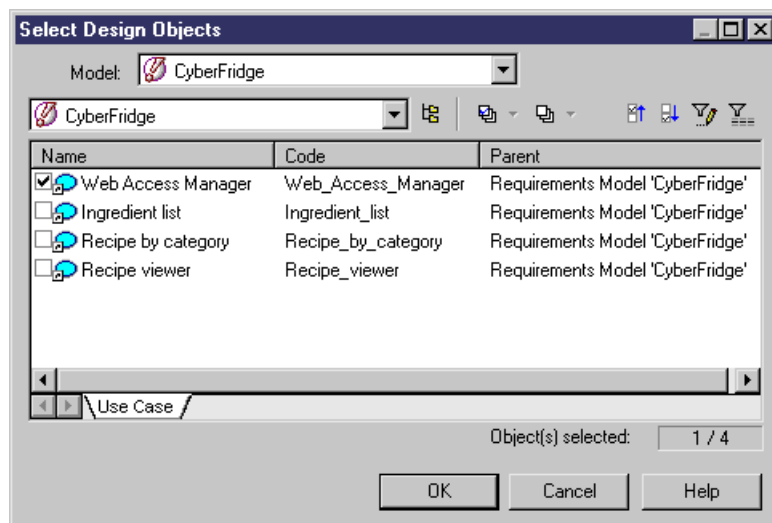 Select Design Objects
Model: CyberFridge
CyberFridge
Name Code Parent
Web Access Manager Web_Access_Manager Requirements Model 'CyberFridge'
Ingredient list Ingredient_list Requirements Model 'CyberFridge'
Recipe by category Recipe_by_category Requirements Model 'CyberFridge'
Recipe viewer Recipe_viewer Requirements Model 'CyberFridge'
Use Case
Object(s) selected: 1 / 4
OK Cancel Help